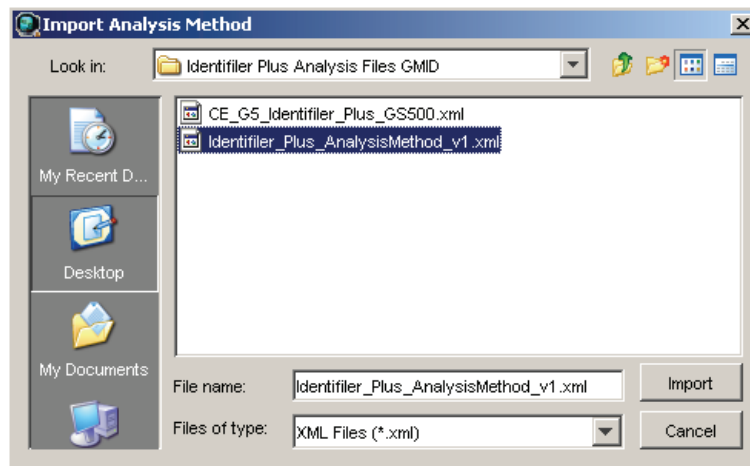 Import Analysis Method
Look in:
Identifiler Plus Analysis Files GMID
CE_G5_Identifiler_Plus_GS500.xml
Identifiler_Plus_AnalysisMethod_v1.xml
My Recent D...
Desktop
My Documents
File name:
Identifiler_Plus_AnalysisMethod_v1.xml
Import
Files of type:
XML Files (*.xml)
Cancel